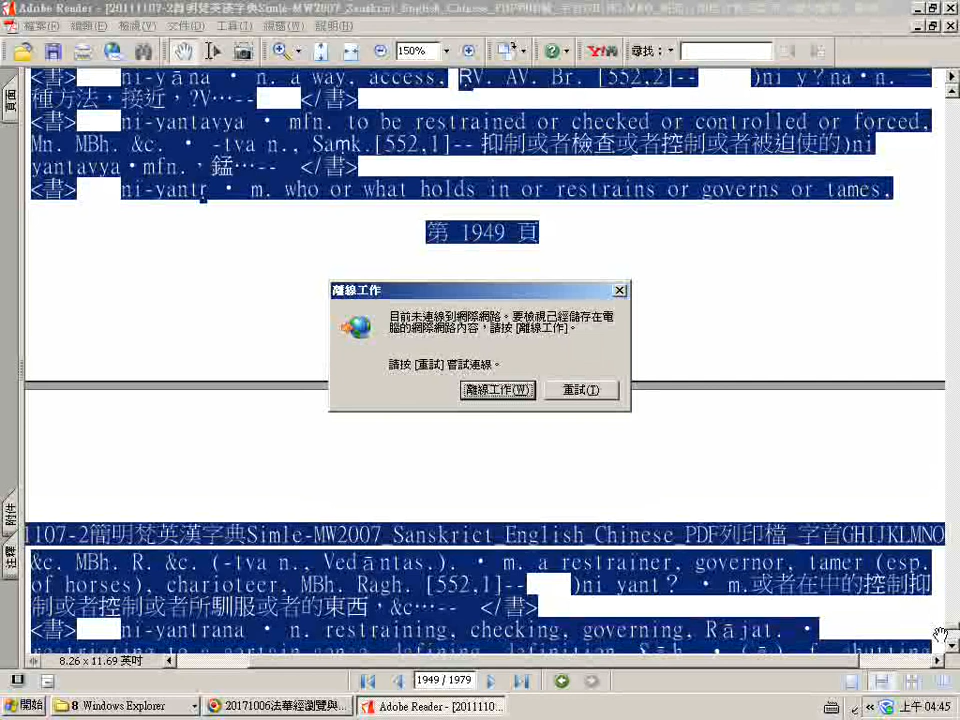 Adobe Reader - [20111107-2簡明梵英漢字典Simle-MW2007_Sanskrict_English_Chinese_PDF列印檔
檔案(F) 編輯(E) 檢視(V) 文件(D) 工具(T) 視窗(W) 說明(H)
150% Y! 尋找：
頁面
<書> ni-yāna ‧ n. a way, access, RV. AV. Br. [552,2]-- )ni y?na‧n. 一
種方法，接近，?V…-- </書>
<書> ni-yantavya ‧ mfn. to be restrained or checked or controlled or forced,
Mn. MBh. &c. ‧ -tva n., Samk.[552,1]-- 抑制或者檢查或者控制或者被迫使的)ni
yantavya‧mfn. 錳…-- </書>
<書> ni-yantr ‧ m. who or what holds in or restrains or governs or tames,
第 1949 頁
離線工作
目前未連線到網際網路。要檢視已經儲存在電
腦的網際網路內容，請按 [離線工作]。
請按 [重試] 嘗試連線。
離線工作(W) 重試(T)
附件
注釋
1107-2簡明梵英漢字典Simle-MW2007_Sanskrict_English_Chinese_PDF列印檔_字首GHIJKLMNO
&c. MBh. R. &c. (-tva n., Vedāntas.). ‧ m. a restraïner, governor, tamer (esp.
of horses), charioteer, MBh. Ragh. [552,1]-- )ni yant？ ‧ m.或者在中的控制抑
制或者控制或者所馴服或者的東西，&c…-- </書>
<書> ni-yantrana ‧ n. restraining, checking, governing, Rājat. ‧
restricting to a certain sense, defining, definition,
8.26 x 11.69 英吋
1949 / 1979
開始 8 Windows Explorer 20171006法華經瀏覽與... Adobe Reader - [2011110... 上午 04:45